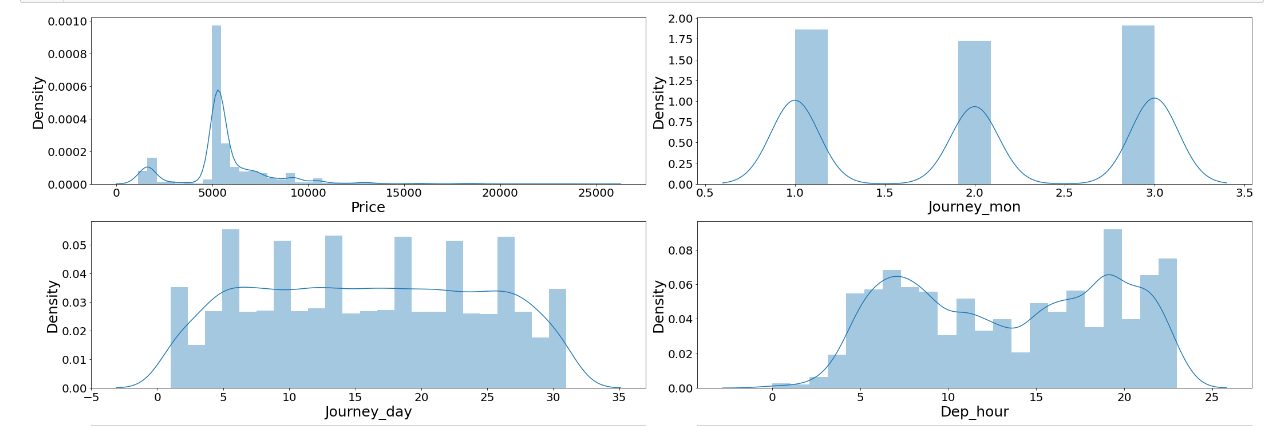 0.0010
0.0008
0.0006
0.0004
0.0002
0.0000
Density
0 5000 10000 15000 20000 25000
Price
2.00
1.75
1.50
1.25
1.00
0.75
0.50
0.25
0.00
Density
0.5 1.0 1.5 2.0 2.5 3.0 3.5
Journey_mon
0.05
0.04
0.03
0.02
0.01
0.00
Density
−5 0 5 10 15 20 25 30 35
Journey_day
0.08
0.06
0.04
0.02
0.00
Density
0 5 10 15 20 25
Dep_hour